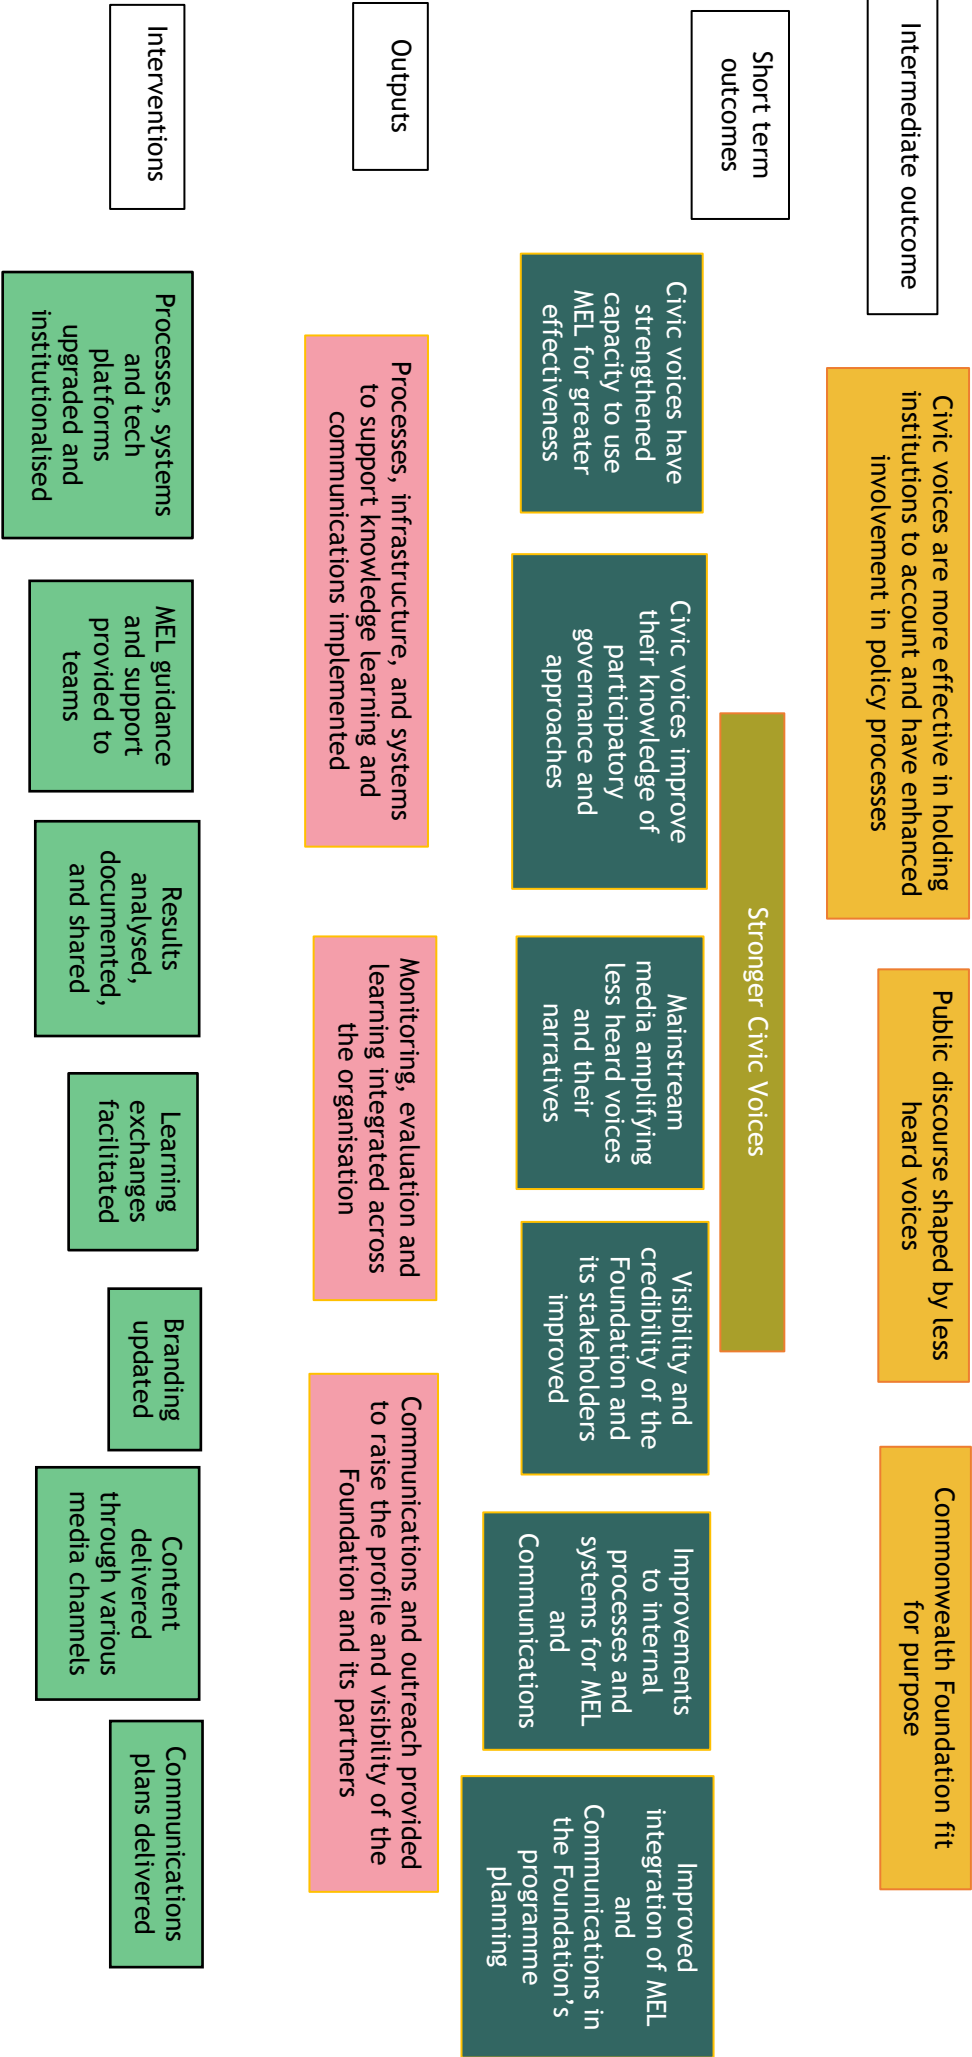 Intermediate outcome
Civic voices are more effective in holding
institutions to account and have enhanced
involvement in policy processes
Public discourse shaped by less
heard voices
Commonwealth Foundation fit
for purpose
Short term
outcomes
Stronger Civic Voices
Civic voices have
strengthened
capacity to use
MEL for greater
effectiveness
Civic voices improve
their knowledge of
participatory
governance and
approaches
Mainstream
media amplifying
less heard voices
and their
narratives
Visibility and
credibility of the
Foundation and
its stakeholders
improved
Improvements
to internal
processes and
systems for MEL
and
Communications
Improved
integration of MEL
and
Communications in
the Foundation’s
programme
planning
Outputs
Processes, infrastructure, and systems
to support knowledge learning and
communications implemented
Monitoring, evaluation and
learning integrated across
the organisation
Communications and outreach provided
to raise the profile and visibility of the
Foundation and its partners
Interventions
Processes, systems
and tech
platforms
upgraded and
institutionalised
MEL guidance
and support
provided to
teams
Results
analysed,
documented,
and shared
Learning
exchanges
facilitated
Branding
updated
Content
delivered
through various
media channels
Communications
plans delivered